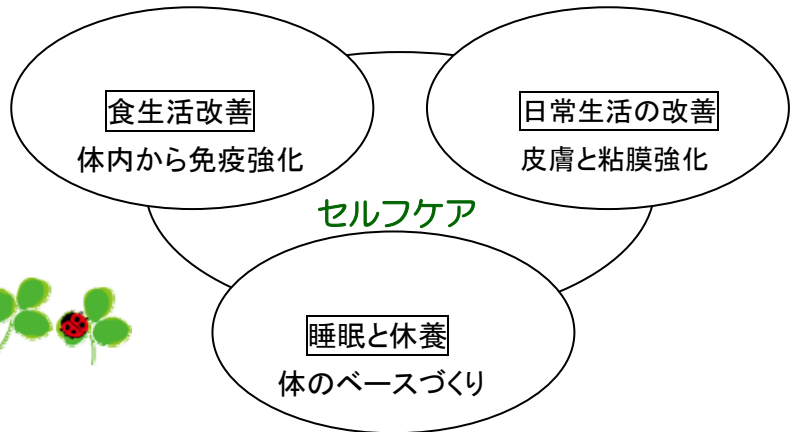 食生活改善
体内から免疫強化
日常生活の改善
皮膚と粘膜強化
セルフケア
睡眠と休養
体のベースづくり